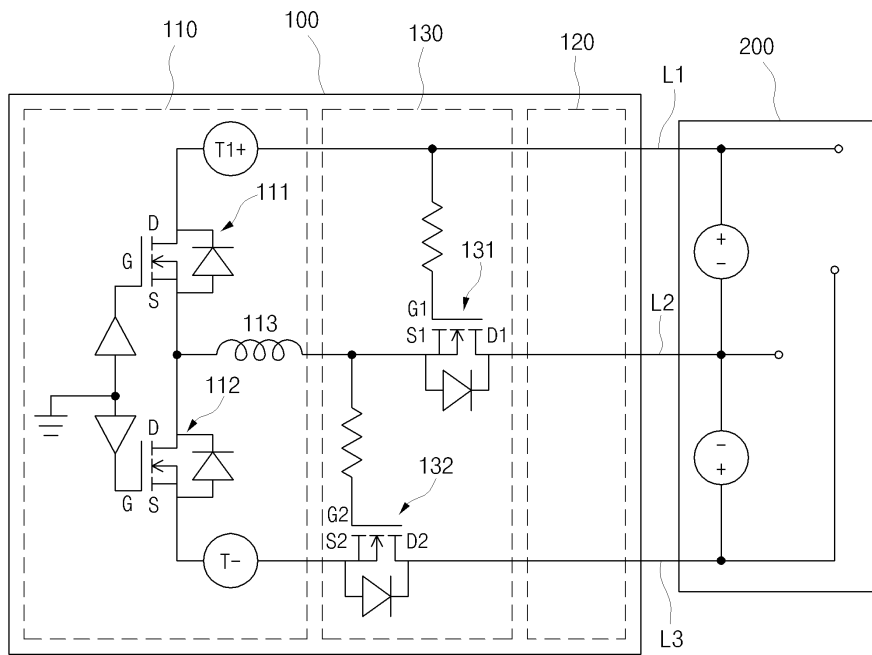 110
100
130
120
L1
200
T1+
D
111
G
S
+
-
131
G1
S1
D1
113
L2
112
D
G
S
-
+
132
G2
S2
D2
T-
L3